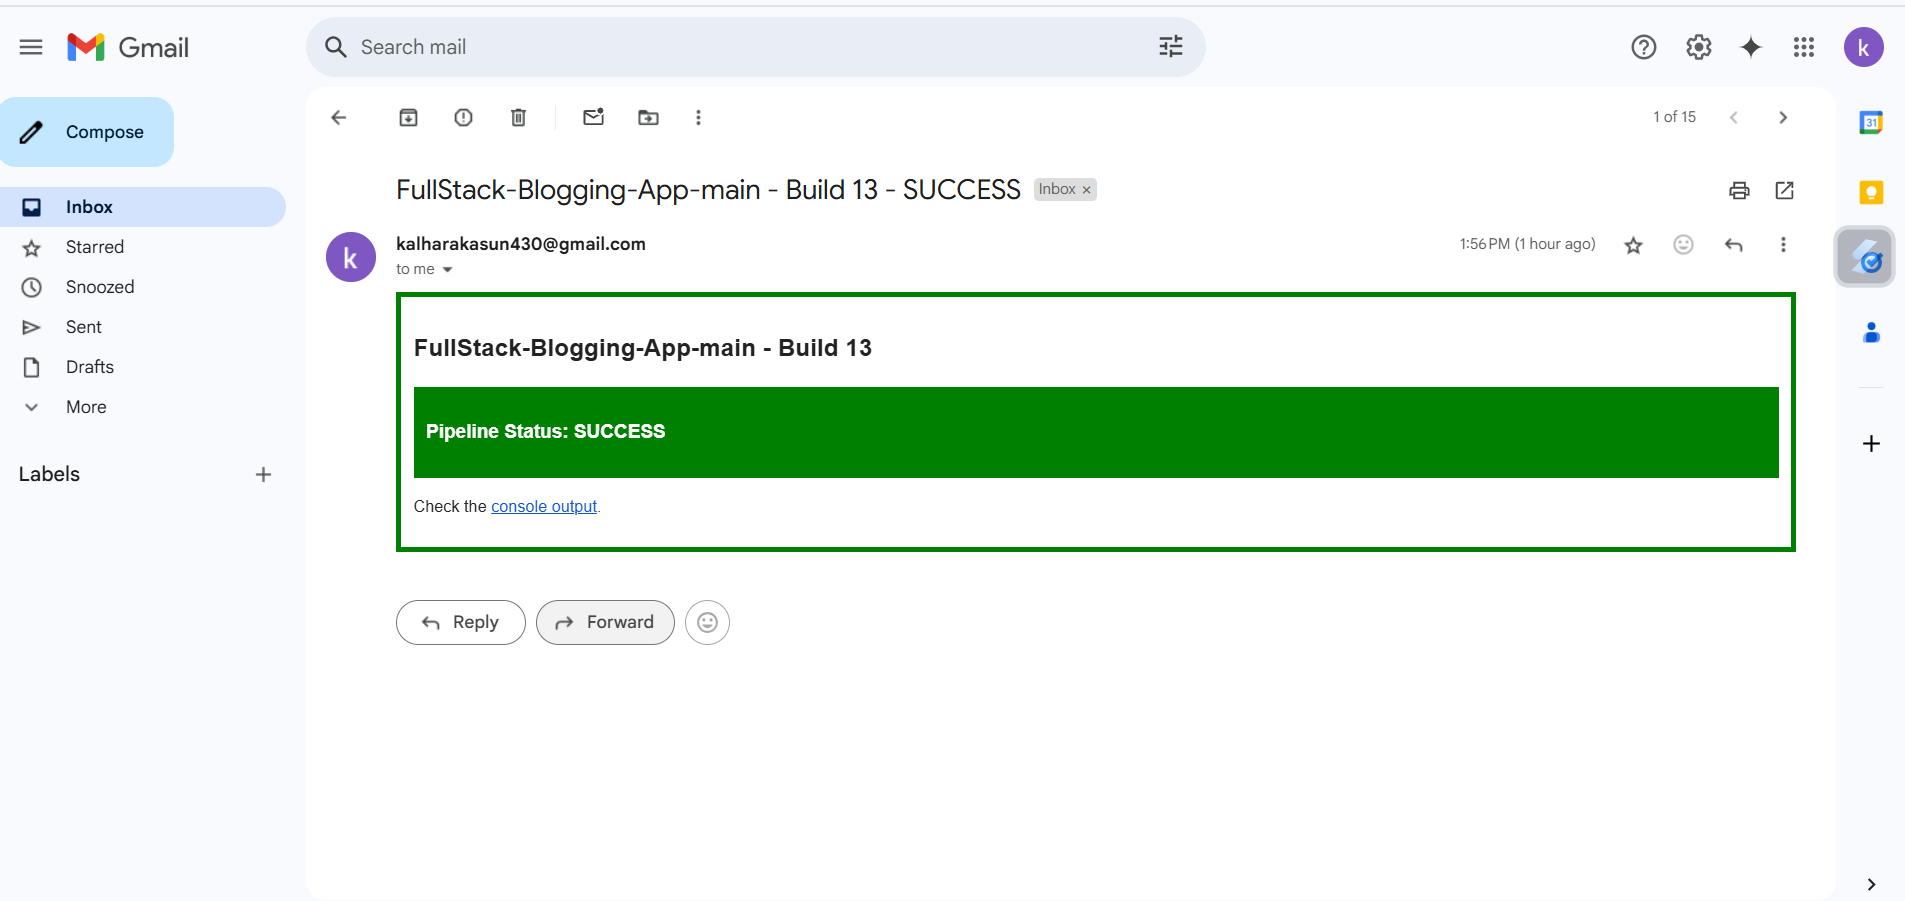 Gmail
Search mail
k
Compose
1 of 15
31
FullStack-Blogging-App-main - Build 13 - SUCCESS
Inbox ×
Inbox
Starred
Snoozed
Sent
Drafts
More
Labels
k
kalharakasun430@gmail.com
1:56 PM (1 hour ago)
to me
FullStack-Blogging-App-main - Build 13
Pipeline Status: SUCCESS
Check the console output.
Reply
Forward